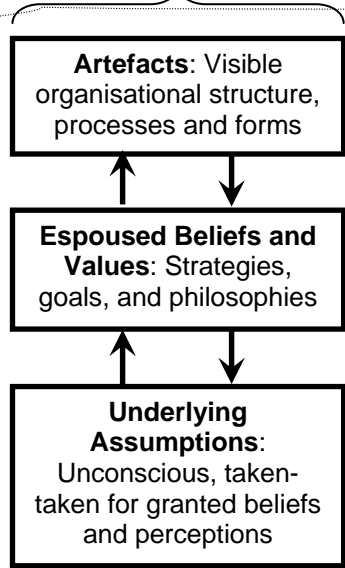 Artefacts: Visible
organisational structure,
processes and forms
Espoused Beliefs and
Values: Strategies,
goals, and philosophies
Underlying
Assumptions:
Unconscious, taken-
taken for granted beliefs
and perceptions